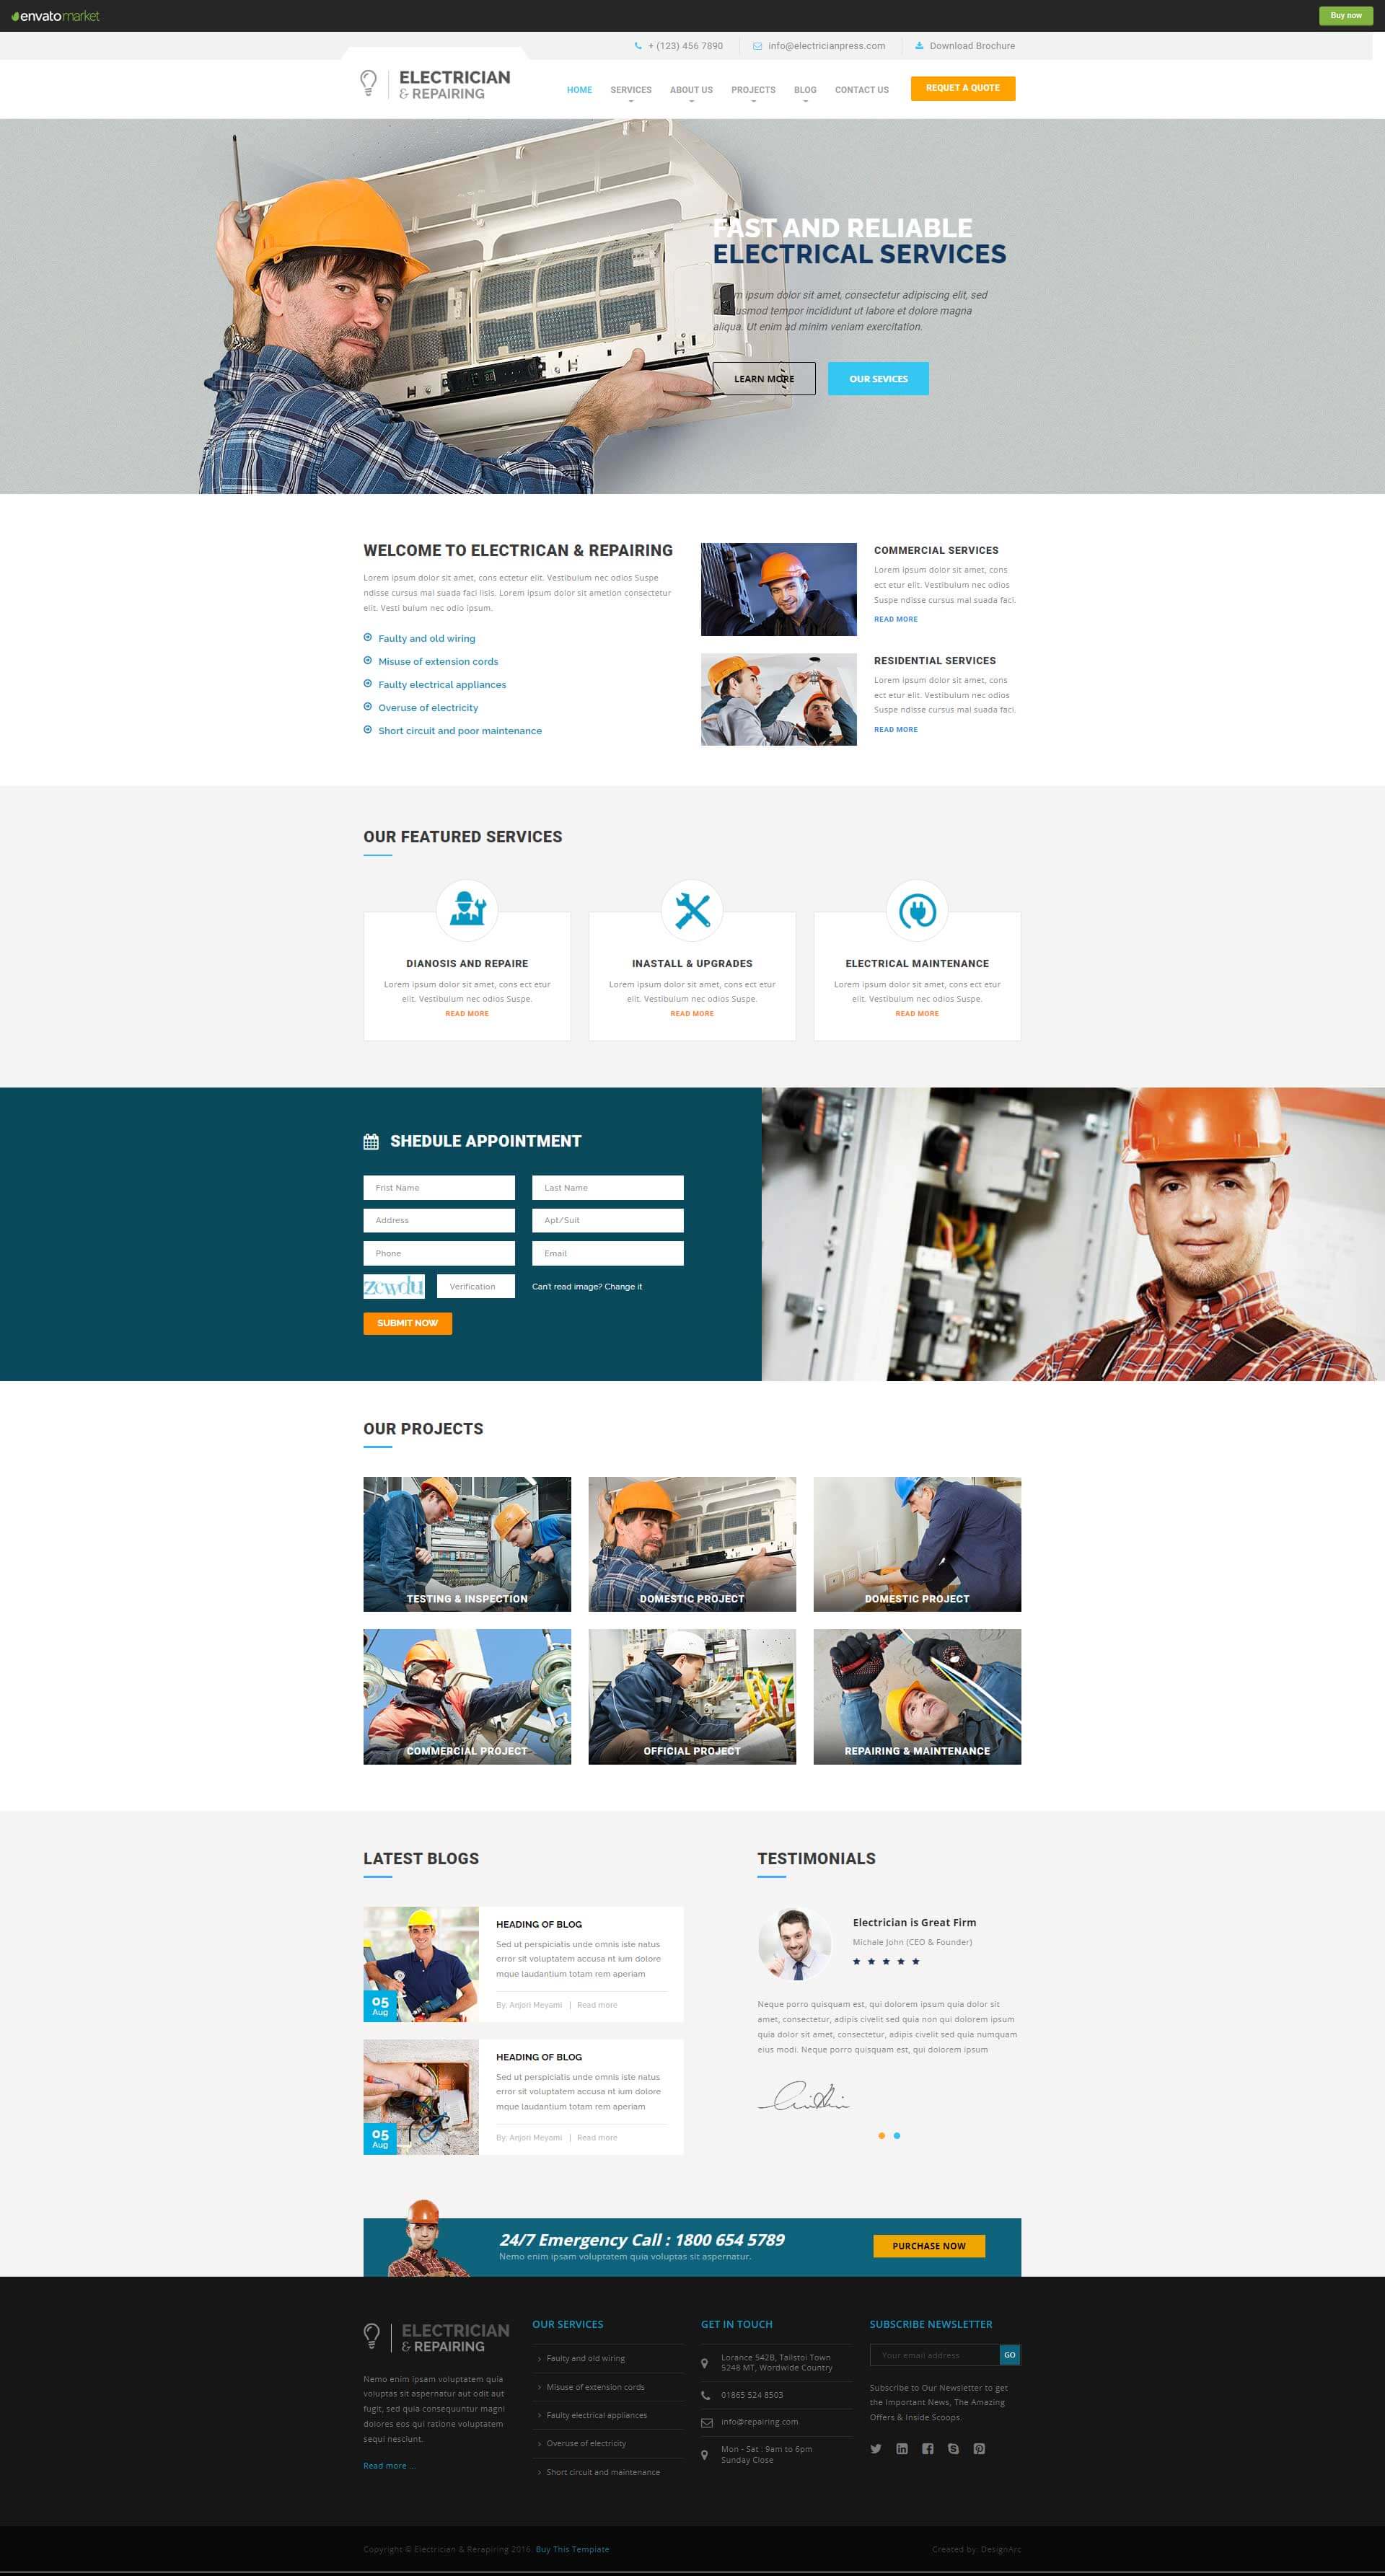 envato market
Buy now
+ (123) 456 7890
info@electricianpress.com
Download Brochure
ELECTRICIAN
& REPAIRING
HOME
SERVICES
ABOUT US
PROJECTS
BLOG
CONTACT US
REQUET A QUOTE
FAST AND RELIABLE
ELECTRICAL SERVICES
Lorem ipsum dolor sit amet, consectetur adipiscing elit, sed
do eiusmod tempor incididunt ut labore et dolore magna
aliqua. Ut enim ad minim veniam exercitation.
LEARN MORE
OUR SEVICES
WELCOME TO ELECTRICAN & REPAIRING
Lorem ipsum dolor sit amet, cons ectetur elit. Vestibulum nec odios Suspe
ndisse cursus mal suada faci lisis. Lorem ipsum dolor sit ametion consectetur
elit. Vesti bulum nec odio ipsum.
Faulty and old wiring
Misuse of extension cords
Faulty electrical appliances
Overuse of electricity
Short circuit and poor maintenance
COMMERCIAL SERVICES
Lorem ipsum dolor sit amet, cons
ect etur elit. Vestibulum nec odios
Suspe ndisse cursus mal suada faci.
READ MORE
RESIDENTIAL SERVICES
Lorem ipsum dolor sit amet, cons
ect etur elit. Vestibulum nec odios
Suspe ndisse cursus mal suada faci.
READ MORE
OUR FEATURED SERVICES
DIANOSIS AND REPAIRE
Lorem ipsum dolor sit amet, cons ect etur
elit. Vestibulum nec odios Suspe.
READ MORE
INASTALL & UPGRADES
Lorem ipsum dolor sit amet, cons ect etur
elit. Vestibulum nec odios Suspe.
READ MORE
ELECTRICAL MAINTENANCE
Lorem ipsum dolor sit amet, cons ect etur
elit. Vestibulum nec odios Suspe.
READ MORE
SHEDULE APPOINTMENT
Frist Name
Last Name
Address
Apt/Suit
Phone
Email
zcwdu
Verification
Can't read image? Change it
SUBMIT NOW
OUR PROJECTS
TESTING & INSPECTION
DOMESTIC PROJECT
DOMESTIC PROJECT
COMMERCIAL PROJECT
OFFICIAL PROJECT
REPAIRING & MAINTENANCE
LATEST BLOGS
HEADING OF BLOG
Sed ut perspiciatis unde omnis iste natus
error sit voluptatem accusa nt ium dolore
mque laudantium totam rem aperiam
05
Aug
By: Anjori Meyami | Read more
HEADING OF BLOG
Sed ut perspiciatis unde omnis iste natus
error sit voluptatem accusa nt ium dolore
mque laudantium totam rem aperiam
05
Aug
By: Anjori Meyami | Read more
TESTIMONIALS
Electrician is Great Firm
Michale John (CEO & Founder)
Neque porro quisquam est, qui dolorem ipsum quia dolor sit
amet, consectetur, adipis civelit sed quia non qui dolorem ipsum
quia dolor sit amet, consectetur, adipis civelit sed quia numquam
eius modi. Neque porro quisquam est, qui dolorem ipsum
24/7 Emergency Call : 1800 654 5789
Nemo enim ipsam voluptatem quia voluptas sit aspernatur.
PURCHASE NOW
ELECTRICIAN
& REPAIRING
Nemo enim ipsam voluptatem quia
voluptas sit aspernatur aut odit aut
fugit, sed quia consequuntur magni
dolores eos qui ratione voluptatem
sequi nesciunt.
Read more ...
OUR SERVICES
Faulty and old wiring
Misuse of extension cords
Faulty electrical appliances
Overuse of electricity
Short circuit and maintenance
GET IN TOUCH
Lorance 542B, Tailstoi Town
5248 MT, Wordwide Country
01865 524 8503
info@repairing.com
Mon - Sat : 9am to 6pm
Sunday Close
SUBSCRIBE NEWSLETTER
Your email address
GO
Subscribe to Our Newsletter to get
the Important News, The Amazing
Offers & Inside Scoops.
Copyright © Electrician & Rerapiring 2016. Buy This Template
Created by: DesignArc